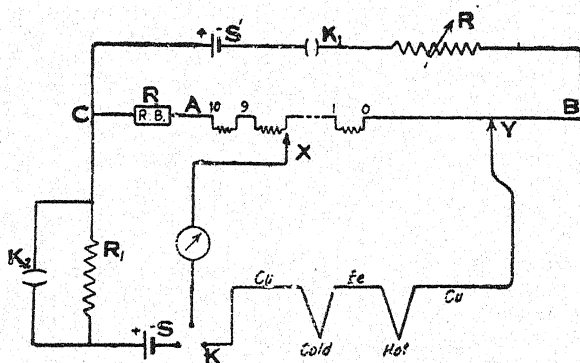 + - S' K₁ R
C R A 10 9 1 0 B
R.B.
X Y
K₂ R₁
Cu Fe Cu
+ - S K Cold Hot